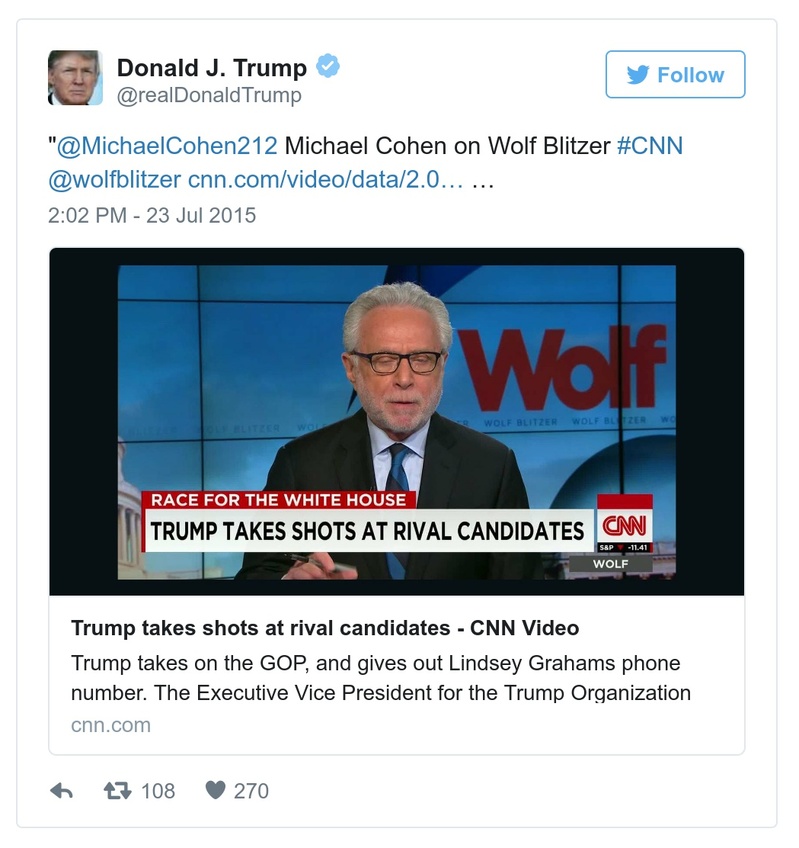 Donald J. Trump
Follow
@realDonaldTrump
"@MichaelCohen212 Michael Cohen on Wolf Blitzer #CNN
@wolfblitzer cnn.com/video/data/2.0… …
2:02 PM - 23 Jul 2015
Wolf
WOLF BLITZER WOLF BLITZER
RACE FOR THE WHITE HOUSE
TRUMP TAKES SHOTS AT RIVAL CANDIDATES
CNN
S&P ▼ -11.41
WOLF
Trump takes shots at rival candidates - CNN Video
Trump takes on the GOP, and gives out Lindsey Grahams phone
number. The Executive Vice President for the Trump Organization
cnn.com
108 270